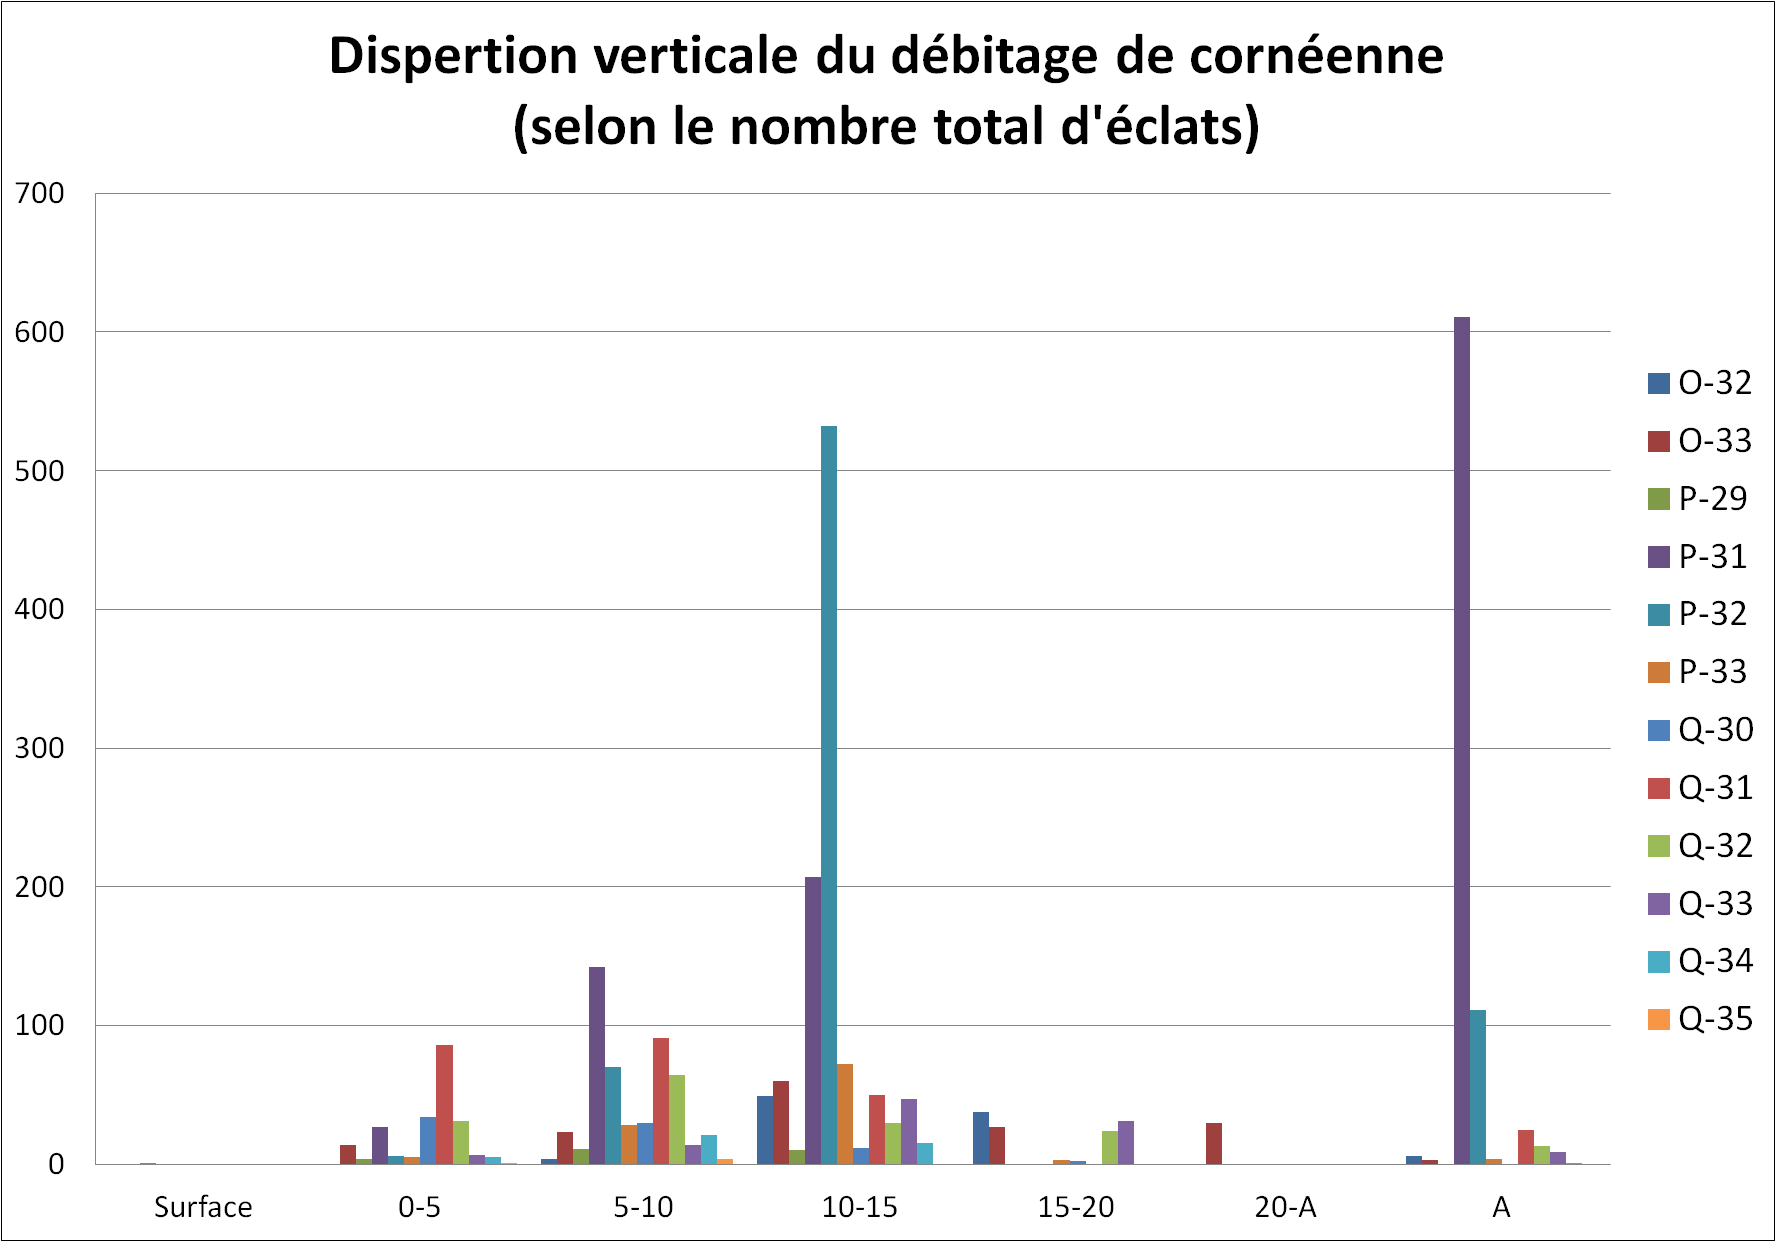 Dispertion verticale du débitage de cornéenne
(selon le nombre total d'éclats)
700
600
500
400
300
200
100
0
Surface
0-5
5-10
10-15
15-20
20-A
A
O-32
O-33
P-29
P-31
P-32
P-33
Q-30
Q-31
Q-32
Q-33
Q-34
Q-35